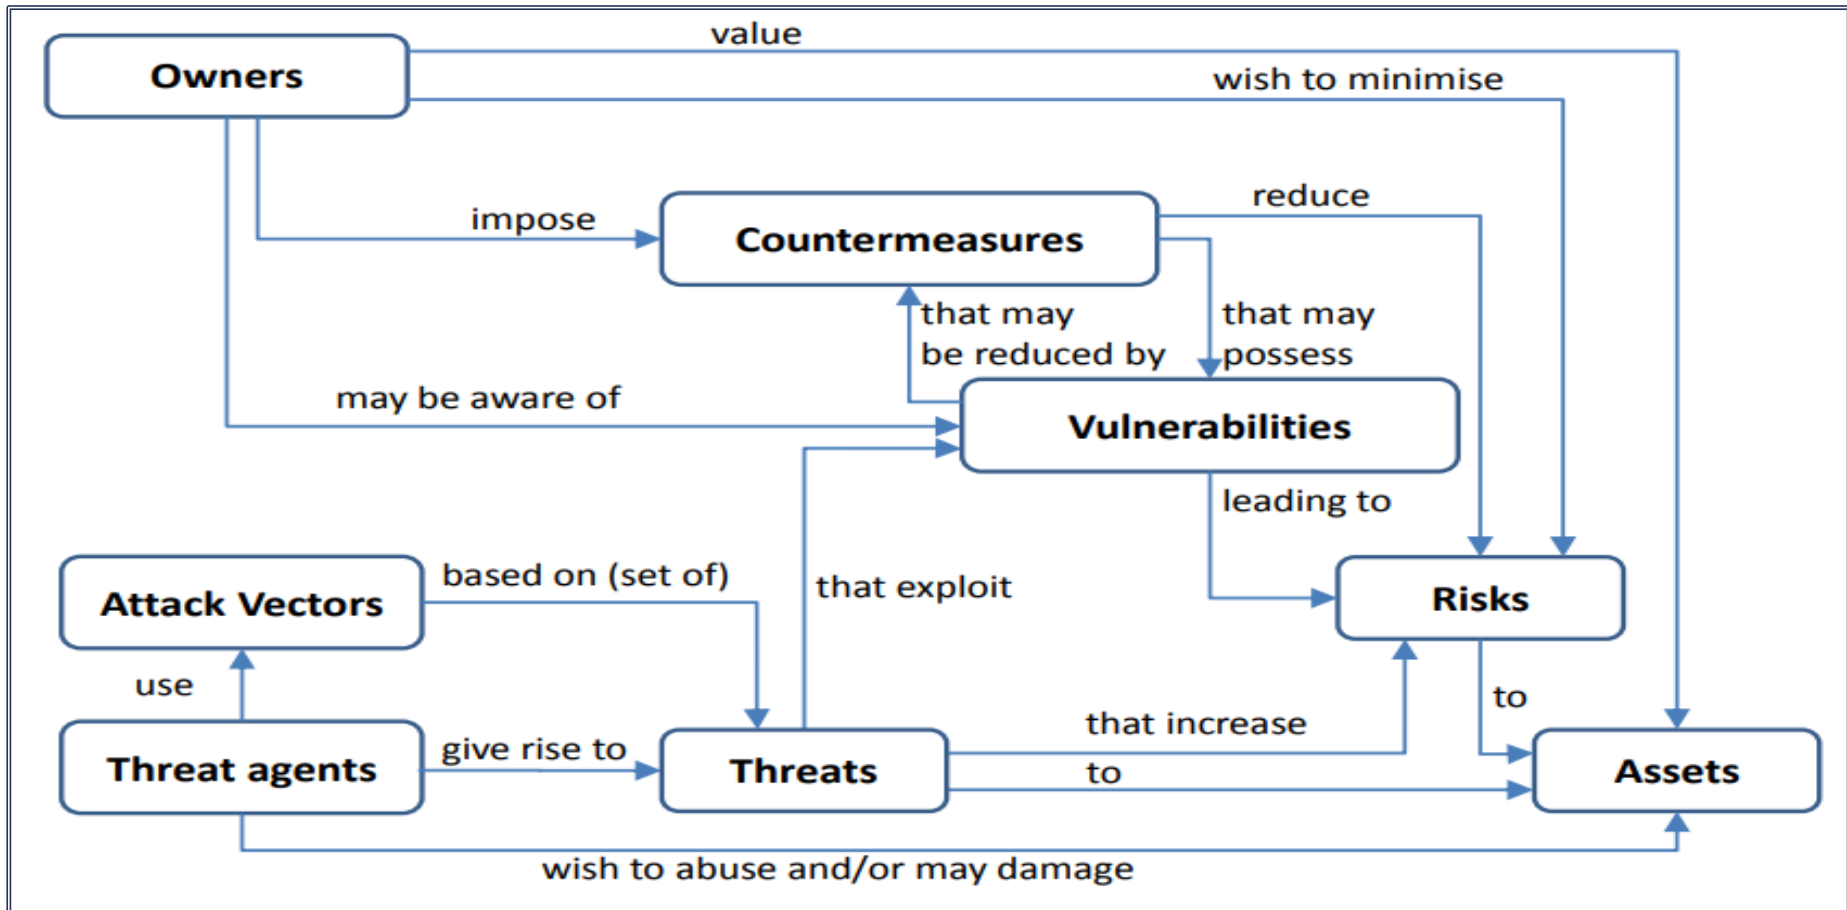 value
Owners
wish to minimise
reduce
impose
Countermeasures
that may
be reduced by
that may
possess
may be aware of
Vulnerabilities
leading to
based on (set of)
that exploit
Attack Vectors
Risks
use
to
that increase
give rise to
Threat agents
Threats
to
Assets
wish to abuse and/or may damage